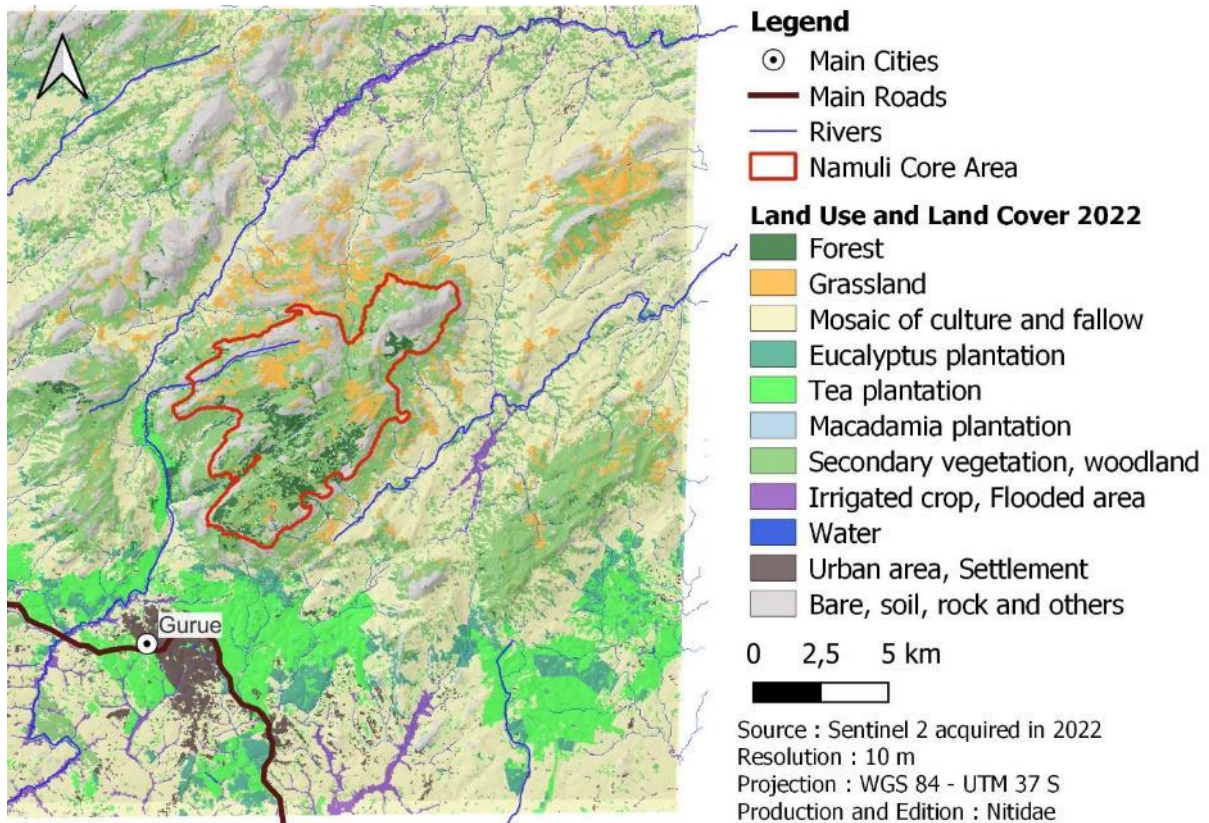 Gurue
Legend
Main Cities
Main Roads
Rivers
Namuli Core Area
Land Use and Land Cover 2022
Forest
Grassland
Mosaic of culture and fallow
Eucalyptus plantation
Tea plantation
Macadamia plantation
Secondary vegetation, woodland
Irrigated crop, Flooded area
Water
Urban area, Settlement
Bare, soil, rock and others
0 2,5 5 km
Source : Sentinel 2 acquired in 2022
Resolution : 10 m
Projection : WGS 84 - UTM 37 S
Production and Edition : Nitidae